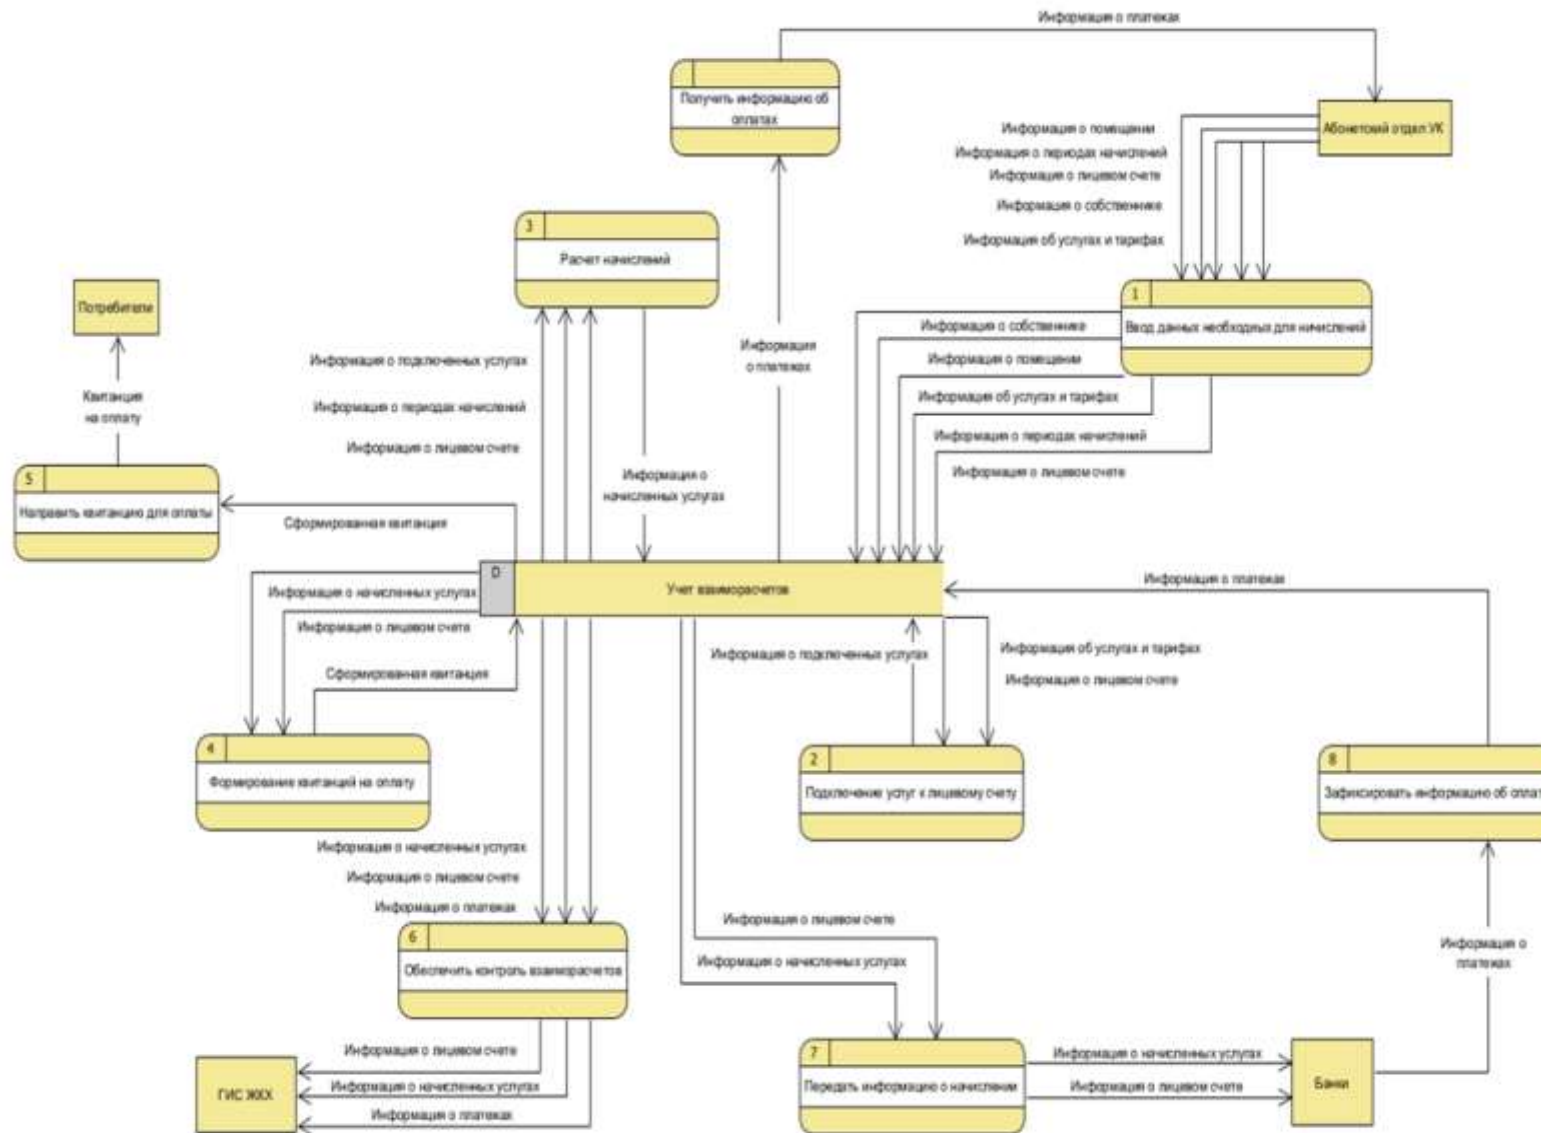 Информация о платежах
Получить информацию об
оплатах
Абонетский отдел УК
Информация о помещении
Информация о периодах начислений
Информация о лицевом счете
Информация о собственнике
Информация об услугах и тарифах
3
Расчет начислений
1
Ввод данных необходимых для начислений
Потребители
Информация о собственнике
Информация о помещении
Информация об услугах и тарифах
Информация о периодах начислений
Информация о лицевом счете
Информация
о платежах
Информация о подключенных услугах
Информация о периодах начислений
Информация о лицевом счете
Квитанция
на оплату
Информация о
начисленных услугах
5
Направить квитанцию для оплаты
Сформированная квитанция
D
Учет взаиморасчетов
Информация о платежах
Информация о начисленных услугах
Информация о лицевом счете
Сформированная квитанция
Информация о подключенных услугах
Информация об услугах и тарифах
Информация о лицевом счете
4
Формирование квитанций на оплату
2
Подключение услуг к лицевому счету
8
Зафиксировать информацию об оплат
Информация о начисленных услугах
Информация о лицевом счете
Информация о платежах
6
Обеспечить контроль взаиморасчетов
Информация о лицевом счете
Информация о начисленных услугах
Информация о
платежах
Информация о лицевом счете
Информация о начисленных услугах
Информация о платежах
ГИС ЖКХ
7
Передать информацию о начислении
Информация о начисленных услугах
Информация о лицевом счете
Банки